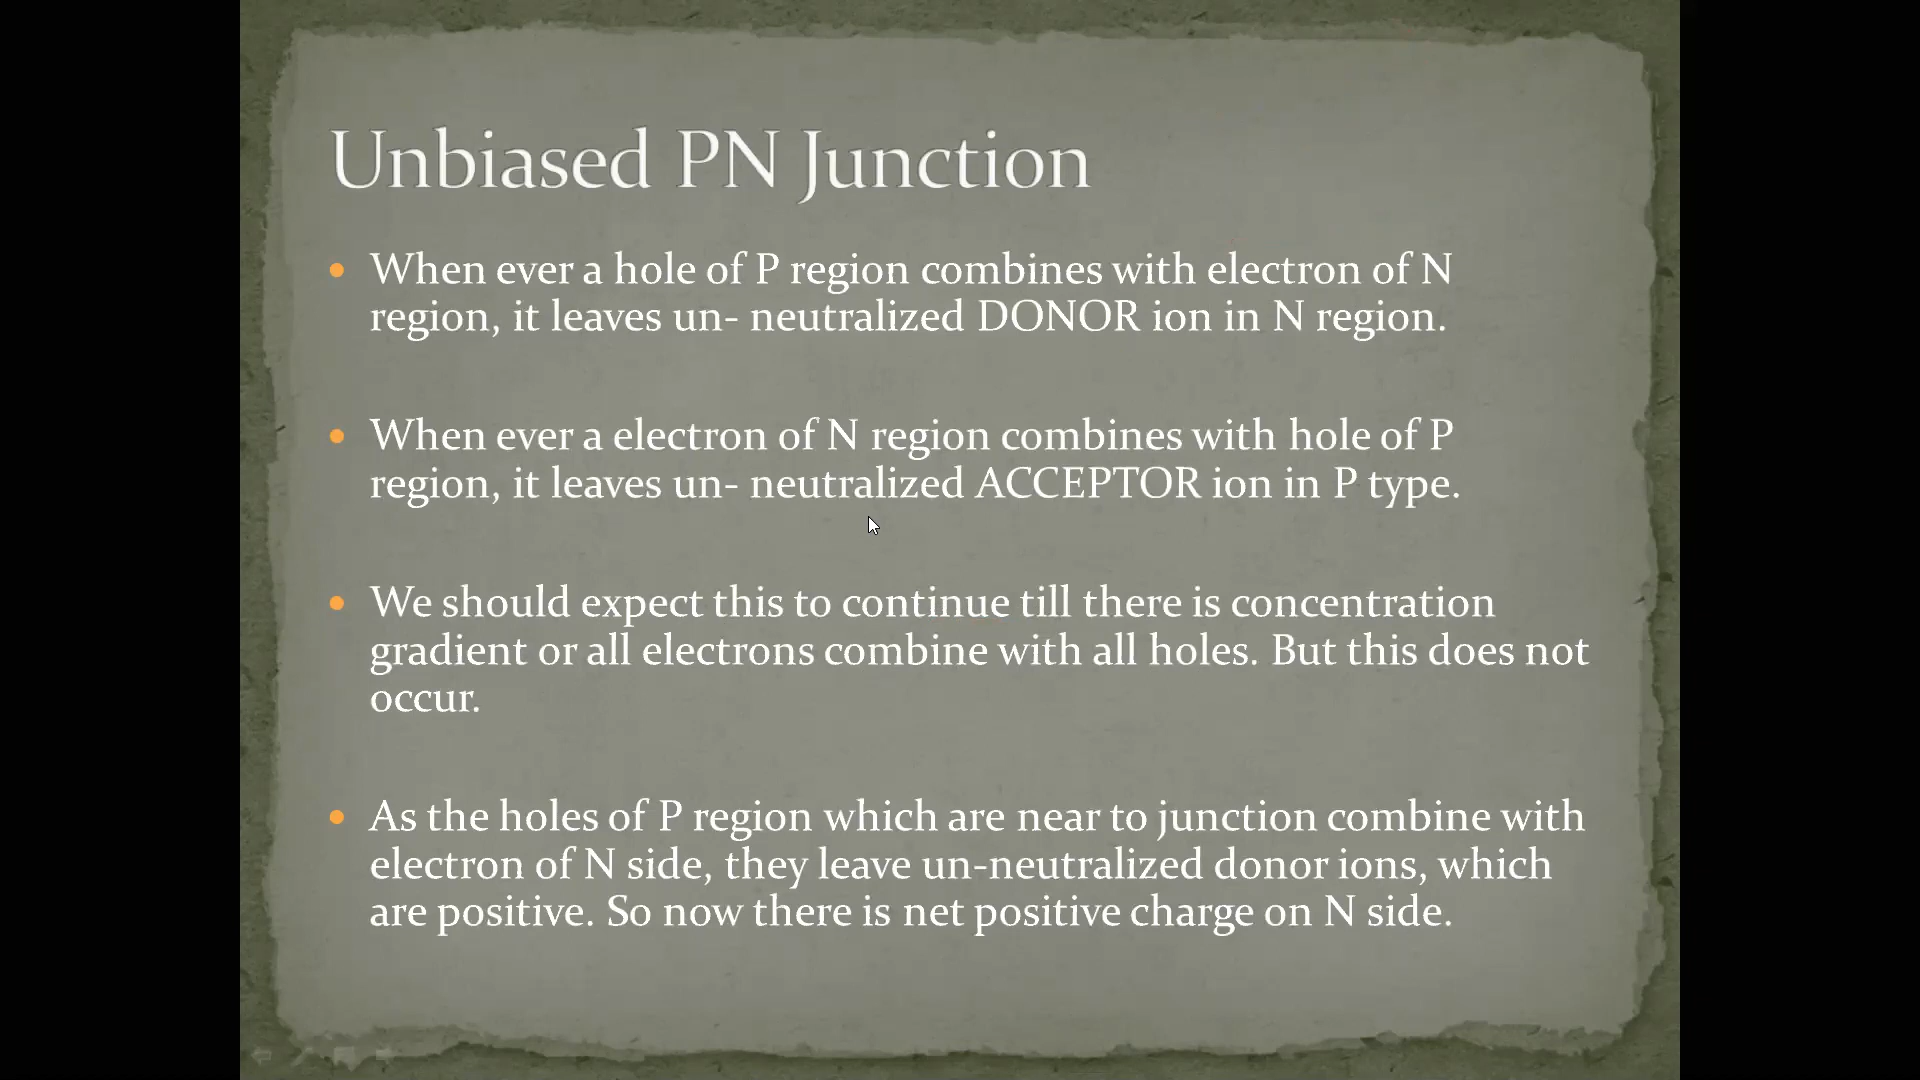 Unbiased PN Junction
When ever a hole of P region combines with electron of N
region, it leaves un- neutralized DONOR ion in N region.
When ever a electron of N region combines with hole of P
region, it leaves un- neutralized ACCEPTOR ion in P type.
We should expect this to continue till there is concentration
gradient or all electrons combine with all holes. But this does not
occur.
As the holes of P region which are near to junction combine with
electron of N side, they leave un-neutralized donor ions, which
are positive. So now there is net positive charge on N side.